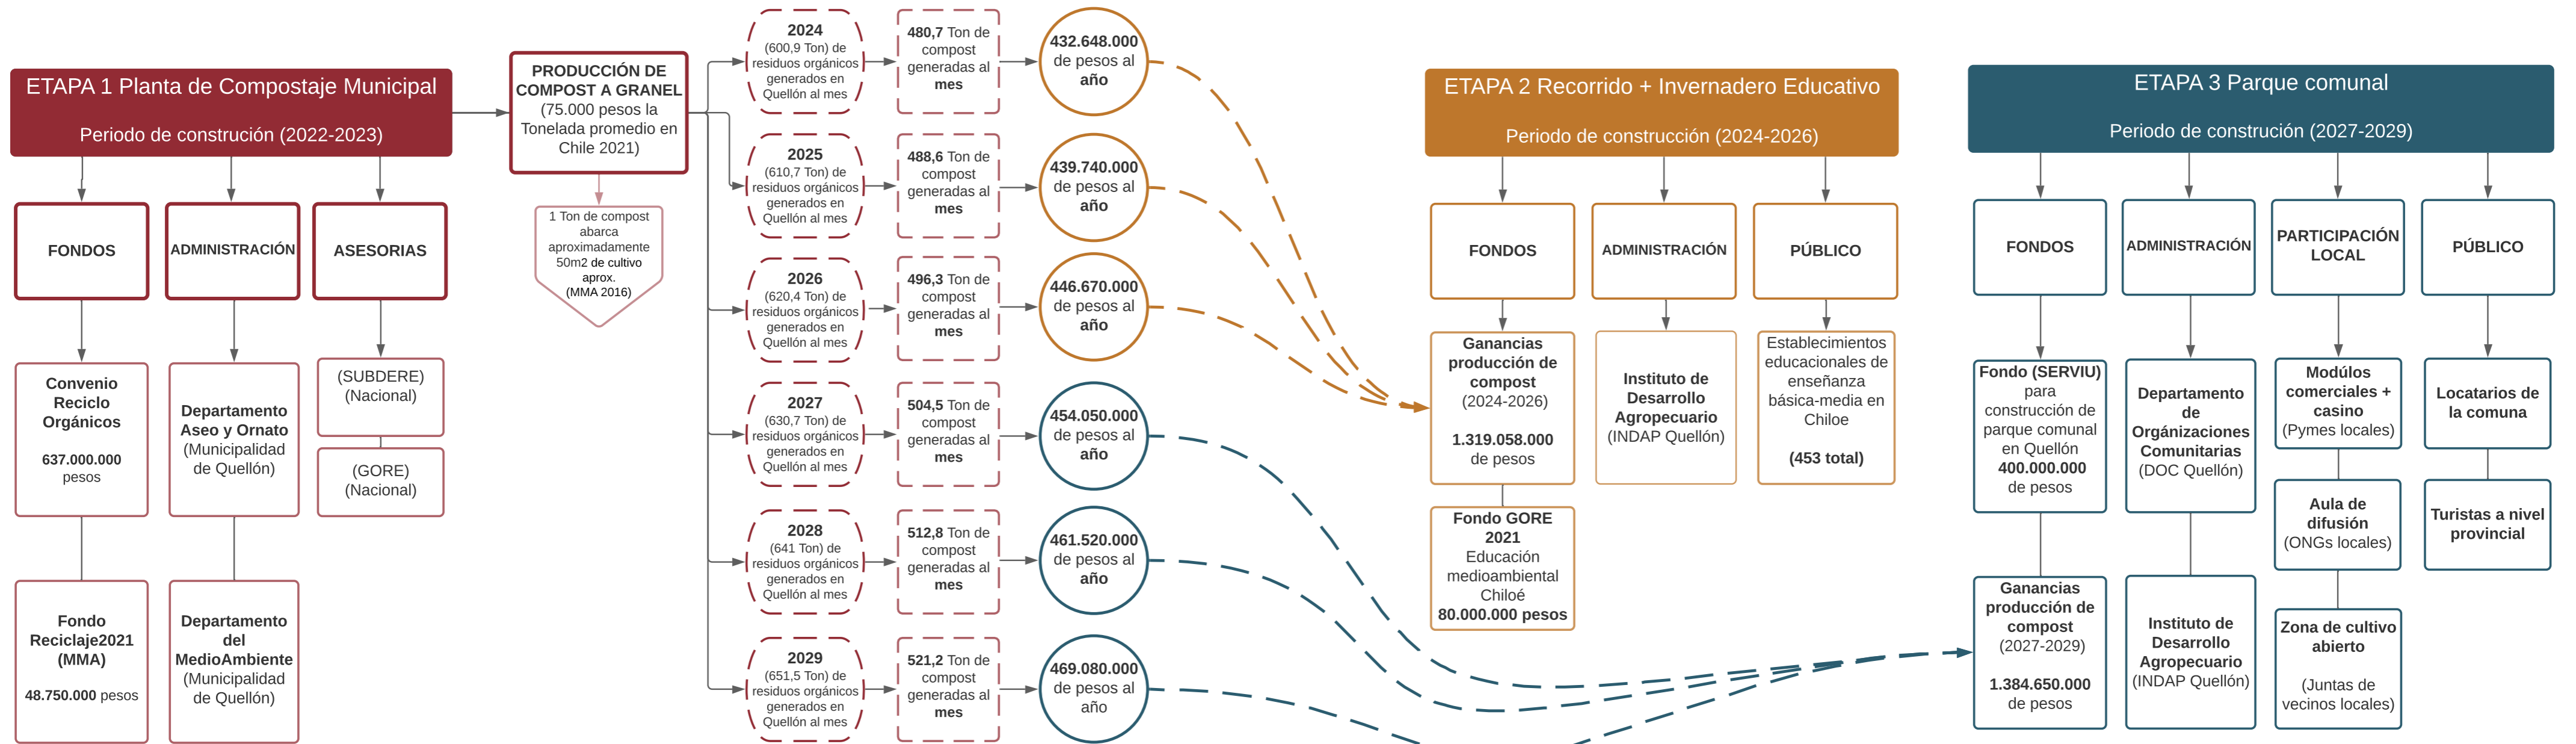 ETAPA 1 Planta de Compostaje Municipal
Periodo de construción (2022-2023)
FONDOS
ADMINISTRACIÓN
ASESORIAS
Convenio
Reciclo
Orgánicos
637.000.000
pesos
Fondo
Reciclaje2021
(MMA)
48.750.000 pesos
Departamento
Aseo y Ornato
(Municipalidad
de Quellón)
Departamento
del
MedioAmbiente
(Municipalidad
de Quellón)
(SUBDERE)
(Nacional)
(GORE)
(Nacional)
PRODUCCIÓN DE
COMPOST A GRANEL
(75.000 pesos la
Tonelada promedio en
Chile 2021)
1 Ton de compost
abarca
aproximadamente
50m2 de cultivo
aprox.
(MMA 2016)
2024
(600,9 Ton) de
residuos orgánicos
generados en
Quellón al mes
480,7 Ton de
compost
generadas al
mes
432.648.000
de pesos al
año
2025
(610,7 Ton) de
residuos orgánicos
generados en
Quellón al mes
488,6 Ton de
compost
generadas al
mes
439.740.000
de pesos al
año
2026
(620,4 Ton) de
residuos orgánicos
generados en
Quellón al mes
496,3 Ton de
compost
generadas al
mes
446.670.000
de pesos al
año
2027
(630,7 Ton) de
residuos orgánicos
generados en
Quellón al mes
504,5 Ton de
compost
generadas al
mes
454.050.000
de pesos al
año
2028
(641 Ton) de
residuos orgánicos
generados en
Quellón al mes
512,8 Ton de
compost
generadas al
mes
461.520.000
de pesos al
año
2029
(651,5 Ton) de
residuos orgánicos
generados en
Quellón al mes
521,2 Ton de
compost
generadas al
mes
469.080.000
de pesos al
año
ETAPA 2 Recorrido + Invernadero Educativo
Periodo de construcción (2024-2026)
FONDOS
ADMINISTRACIÓN
PÚBLICO
Ganancias
producción de
compost
(2024-2026)
1.319.058.000
de pesos
Fondo GORE
2021
Educación
medioambiental
Chiloé
80.000.000 pesos
Instituto de
Desarrollo
Agropecuario
(INDAP Quellón)
Establecimientos
educacionales de
enseñanza
básica-media en
Chiloe
(453 total)
ETAPA 3 Parque comunal
Periodo de construción (2027-2029)
FONDOS
ADMINISTRACIÓN
PARTICIPACIÓN
LOCAL
PÚBLICO
Fondo (SERVIU)
para
construcción de
parque comunal
en Quellón
400.000.000
de pesos
Ganancias
producción de
compost
(2027-2029)
1.384.650.000
de pesos
Departamento
de
Orgánizaciones
Comunitarias
(DOC Quellón)
Instituto de
Desarrollo
Agropecuario
(INDAP Quellón)
Modúlos
comerciales +
casino
(Pymes locales)
Aula de
difusión
(ONGs locales)
Zona de cultivo
abierto
(Juntas de
vecinos locales)
Locatarios de
la comuna
Turistas a nivel
provincial